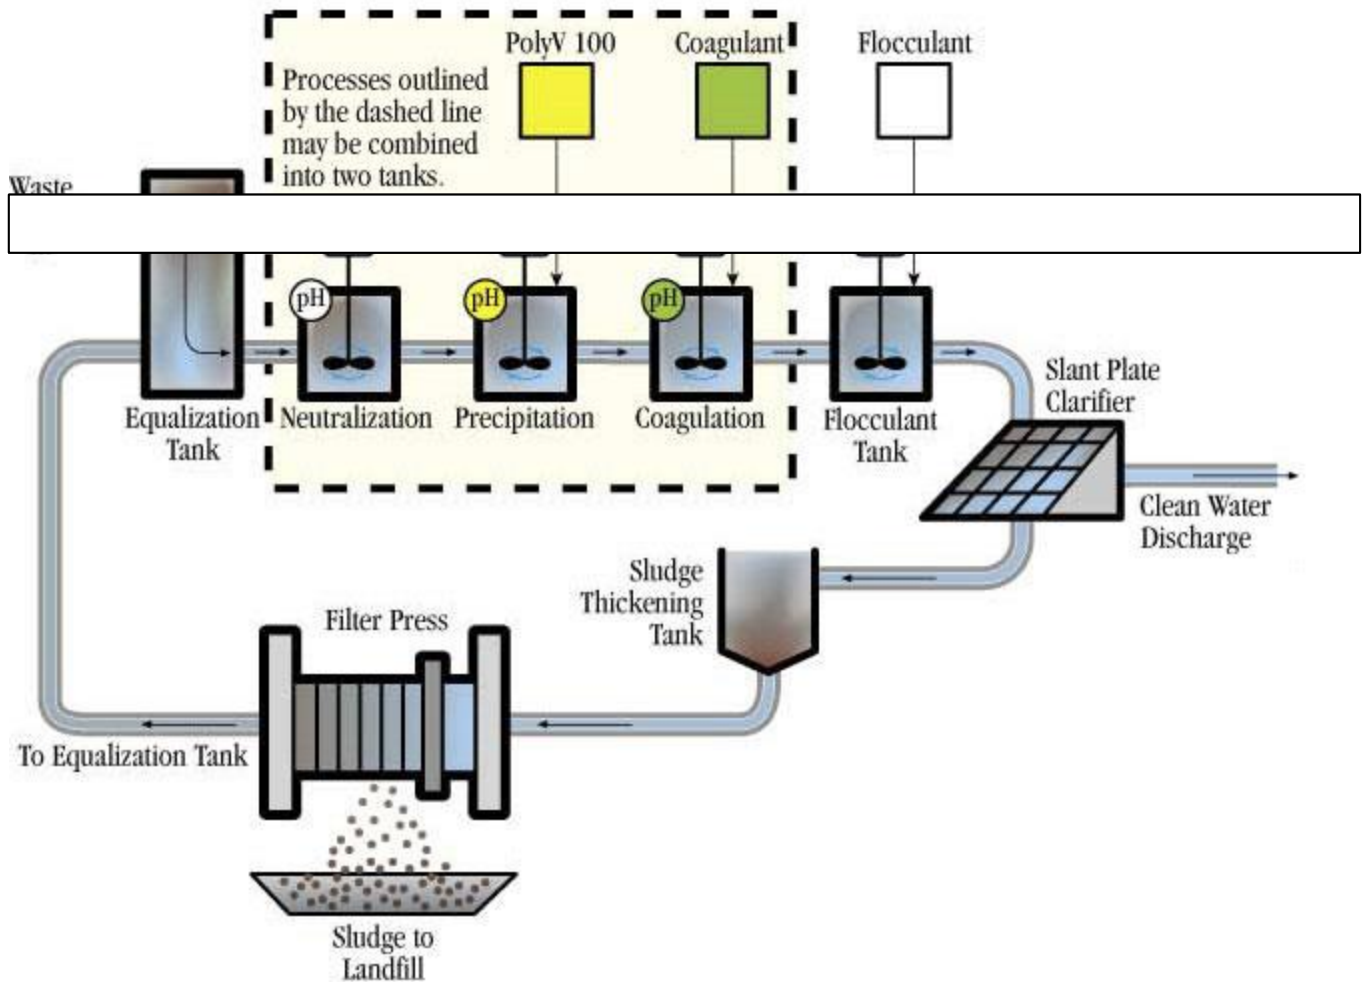 PolyV 100
Coagulant
Flocculant
Processes outlined
by the dashed line
may be combined
into two tanks.
Waste
pH
pH
pH
Equalization
Tank
Neutralization
Precipitation
Coagulation
Flocculant
Tank
Slant Plate
Clarifier
Clean Water
Discharge
Sludge
Thickening
Tank
Filter Press
To Equalization Tank
Sludge to
Landfill